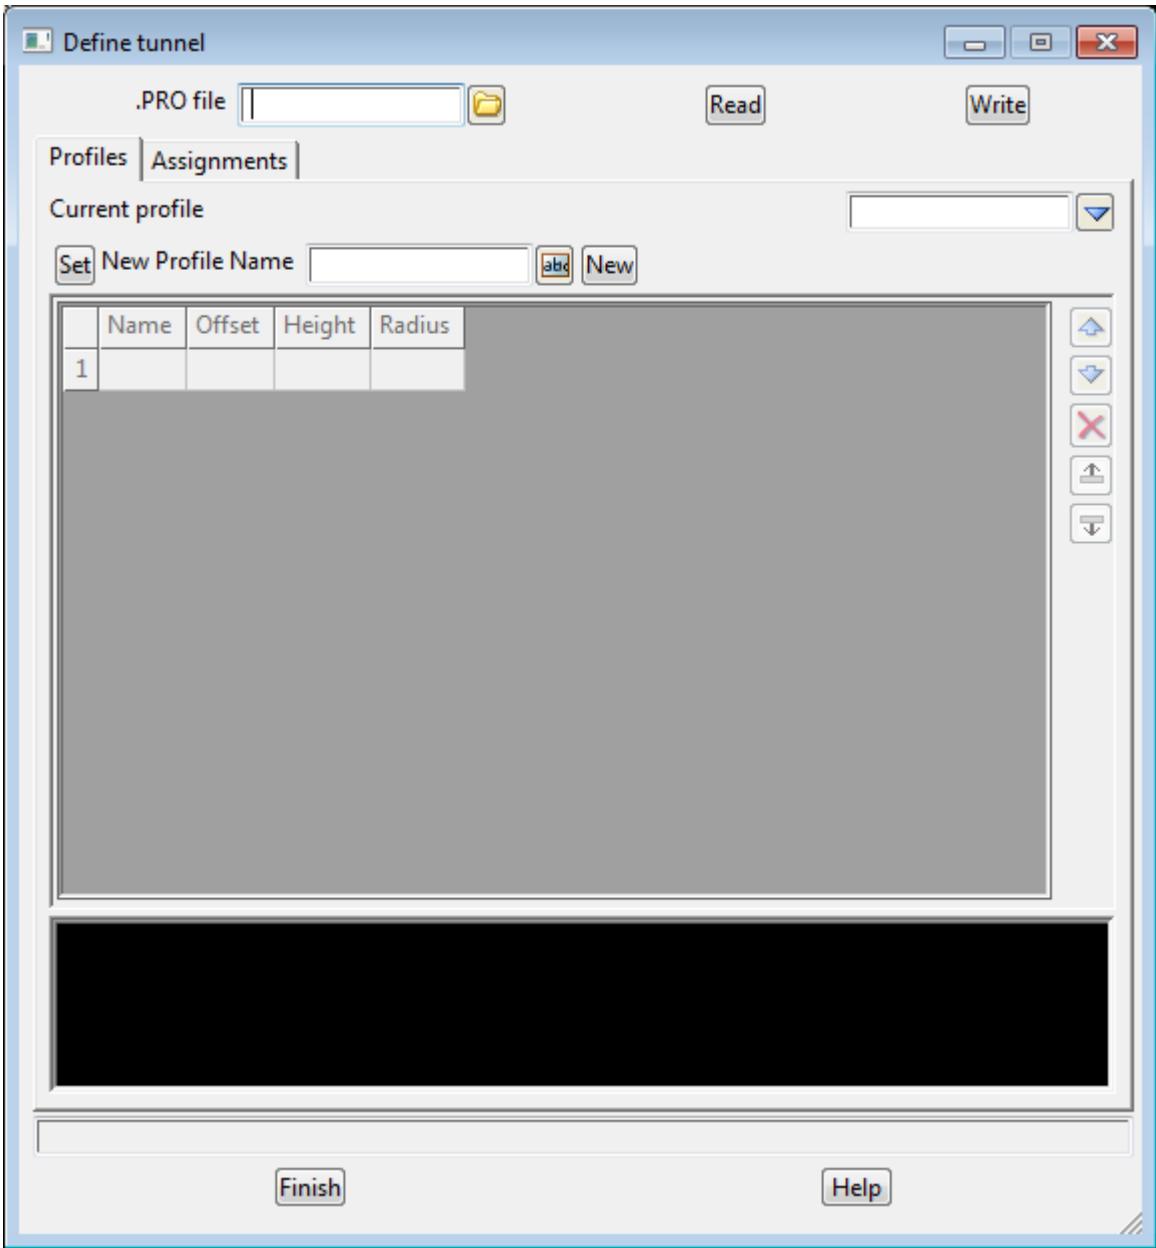 Define tunnel
.PRO file Read Write
Profiles Assignments
Current profile
Set New Profile Name abc New
Name Offset Height Radius
1
Finish Help